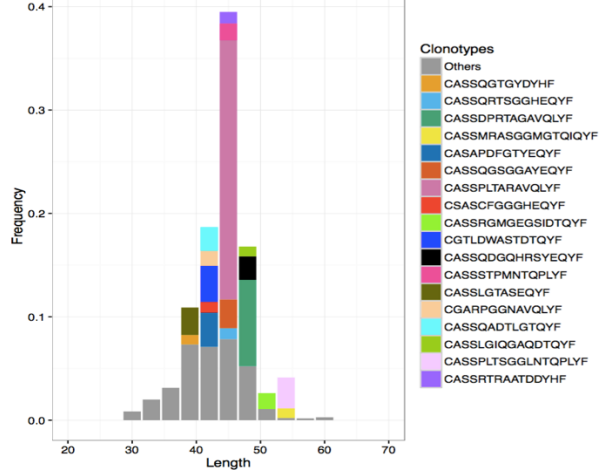 0.4
0.3
0.2
0.1
0.0
Frequency
20 30 40 50 60 70
Length
Clonotypes
Others
CASSQGTGYDYHF
CASSQRTSGGHEQYF
CASSDPRTAGAVQLYF
CASSMRASGGMGTQIQYF
CASAPDFGTYEQYF
CASSQGSGGAYEQYF
CASSPLTARAVQLYF
CSASCFGGGHEQYF
CASSRGMGEGSIDTQYF
CGTLDWASTDTQYF
CASSQDGQHRSYEQYF
CASSSTPMNTQPLYF
CASSLGTASEQYF
CGARPGGNAVQLYF
CASSQADTLGTQYF
CASSLGIQGAQDTQYF
CASSPLTSGGLNTQPLYF
CASSRTRAATDDYHF